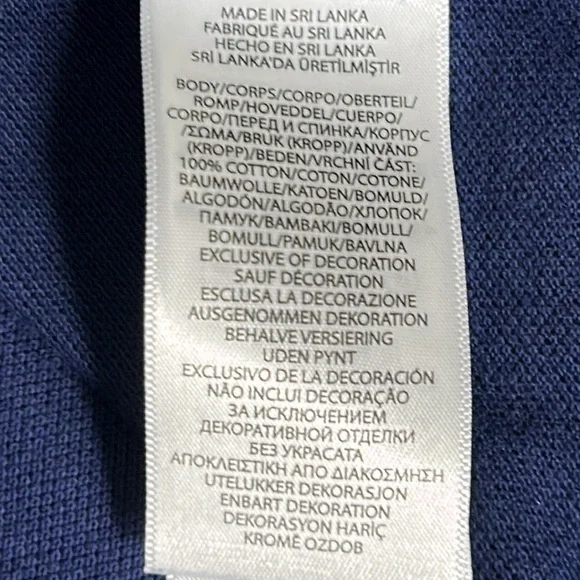 MADE IN SRI LANKA
FABRIQUÉ AU SRI LANKA
HECHO EN SRI LANKA
SRİ LANKA'DA ÜRETİLMİŞTİR
BODY/CORPS/CORPO/OBERTEIL/
ROMP/HOVEDDEL/CUERPO/
CORPO/ПЕРЕД И СПИНКА/КОРПУС
/ΣΩΜΑ/BRUK (KROPP)/ANVÄND
(KROPP)/BEDEN/VRCHNÍ ČÁST:
100% COTTON/COTON/COTONE/
BAUMWOLLE/KATOEN/BOMULD/
ALGODÓN/ALGODÃO/ХЛОПОК/
ПАМУК/ΒΑΜΒΑΚΙ/BOMULL/
BOMULL/PAMUK/BAVLNA
EXCLUSIVE OF DECORATION
SAUF DÉCORATION
ESCLUSA LA DECORAZIONE
AUSGENOMMEN DEKORATION
BEHALVE VERSIERING
UDEN PYNT
EXCLUSIVO DE LA DECORACIÓN
NÃO INCLUI DECORAÇÃO
ЗА ИСКЛЮЧЕНИЕМ
ДЕКОРАТИВНОЙ ОТДЕЛКИ
БЕЗ УКРАСАТА
ΑΠΟΚΛΕΙΣΤΙΚΗ ΑΠΟ ΔΙΑΚΟΣΜΗΣΗ
UTELUKKER DEKORASJON
ENBART DEKORATION
DEKORASYON HARİÇ
KROMĚ OZDOB